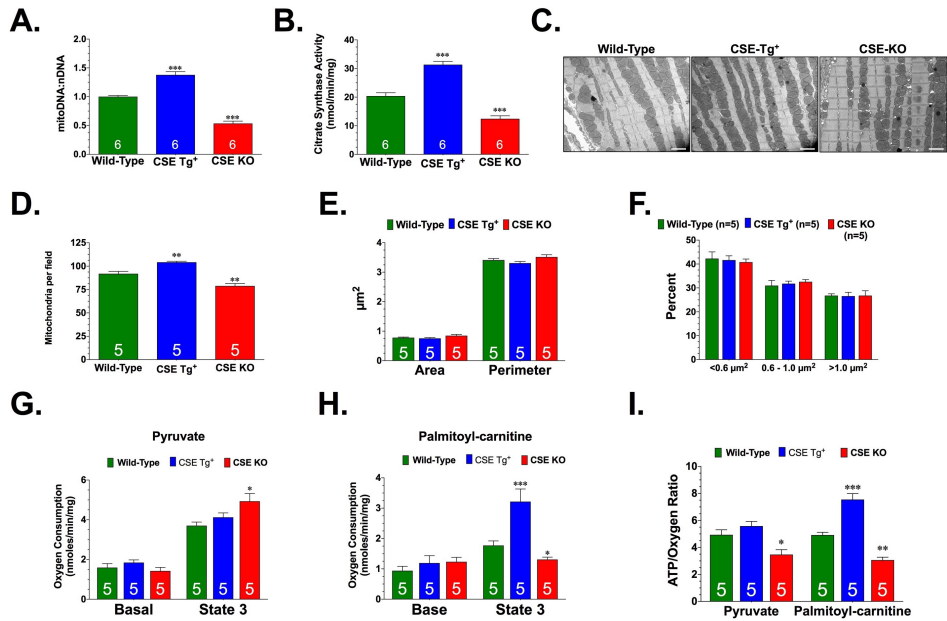 A.
mitoDNA:nDNA
2.0
1.5
1.0
0.5
0.0
***
***
6
6
6
Wild-Type
CSE Tg⁺
CSE KO
B.
Citrate Synthase Activity
(nmol/min/mg)
40
30
20
10
0
***
***
6
6
6
Wild-Type
CSE Tg⁺
CSE KO
C.
Wild-Type
CSE-Tg⁺
CSE-KO
D.
Mitochondria per field
125
100
75
50
25
0
**
**
5
5
5
Wild-Type
CSE Tg⁺
CSE KO
E.
Wild-Type
CSE Tg⁺
CSE KO
µm²
4
3
2
1
0
5
5
5
5
5
5
Area
Perimeter
F.
Wild-Type (n=5)
CSE Tg⁺ (n=5)
CSE KO
(n=5)
Percent
50
40
30
20
10
0
<0.6 µm²
0.6 - 1.0 µm²
>1.0 µm²
G.
Pyruvate
Wild-Type
CSE Tg⁺
CSE KO
Oxygen Consumption
(nmoles/min/mg)
6
4
2
0
*
5
5
5
5
5
5
Basal
State 3
H.
Palmitoyl-carnitine
Wild-Type
CSE Tg⁺
CSE KO
Oxygen Consumption
(nmoles/min/mg)
4
3
2
1
0
***
*
5
5
5
5
5
5
Base
State 3
I.
Wild-Type
CSE Tg⁺
CSE KO
ATP/Oxygen Ratio
10
8
6
4
2
0
*
***
**
5
5
5
5
5
5
Pyruvate
Palmitoyl-carnitine